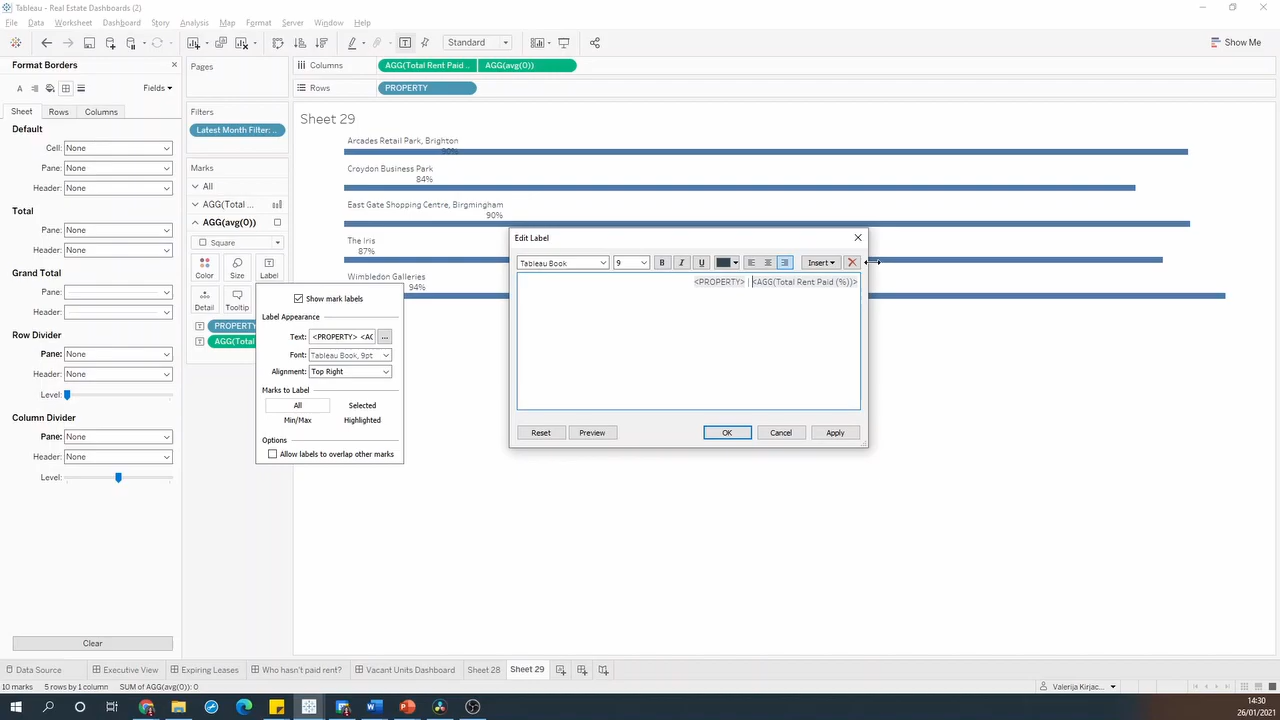 Tableau - Real Estate Dashboards (2)
File Data Worksheet Dashboard Story Analysis Map Format Server Window Help
Standard
Show Me
Format Borders
Fields
Sheet Rows Columns
Default
Cell: None
Pane: None
Header: None
Total
Pane: None
Header: None
Grand Total
Pane:
Header:
Row Divider
Pane: None
Header: None
Level:
Column Divider
Pane: None
Header: None
Level:
Clear
Pages
Filters
Latest Month Filter: ..
Marks
All
AGG(Total ...
AGG(avg(0))
Square
Color Size Label
Detail Tooltip
PROPERTY
AGG(Total
Columns AGG(Total Rent Paid .. AGG(avg(0))
Rows PROPERTY
Sheet 29
Arcades Retail Park, Brighton
90%
Croydon Business Park
84%
East Gate Shopping Centre, Birgmingham
90%
The Iris
87%
Wimbledon Galleries
94%
Show mark labels
Label Appearance
Text: <PROPERTY> <AG
...
Font: Tableau Book, 9pt
Alignment: Top Right
Marks to Label
All Selected
Min/Max Highlighted
Options
Allow labels to overlap other marks
Edit Label
Tableau Book 9 B I U Insert
<PROPERTY> | <AGG(Total Rent Paid (%))>
Reset Preview OK Cancel Apply
Data Source Executive View Expiring Leases Who hasn't paid rent? Vacant Units Dashboard Sheet 28 Sheet 29
10 marks 5 rows by 1 column SUM of AGG(avg(0)): 0
Valerija Kirjac...
14:30
26/01/2021